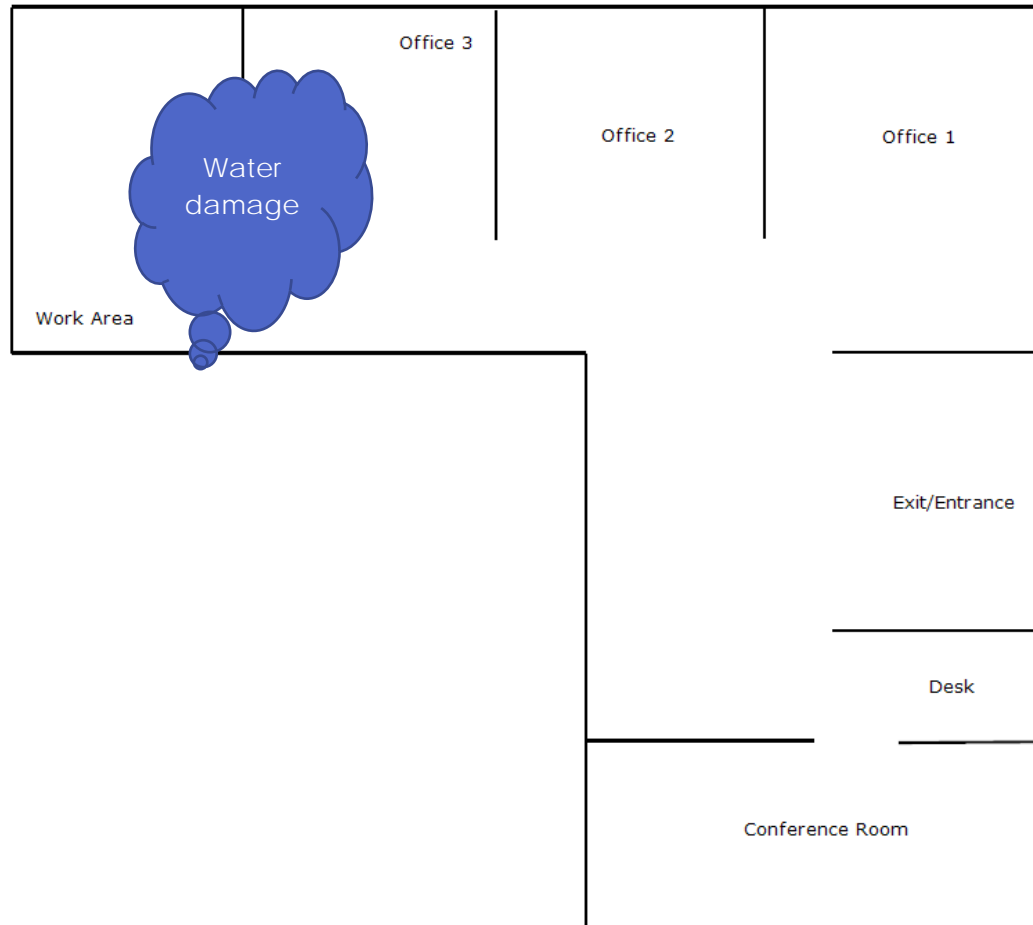 Office 3
Office 2
Office 1
Water
damage
Work Area
Exit/Entrance
Desk
Conference Room